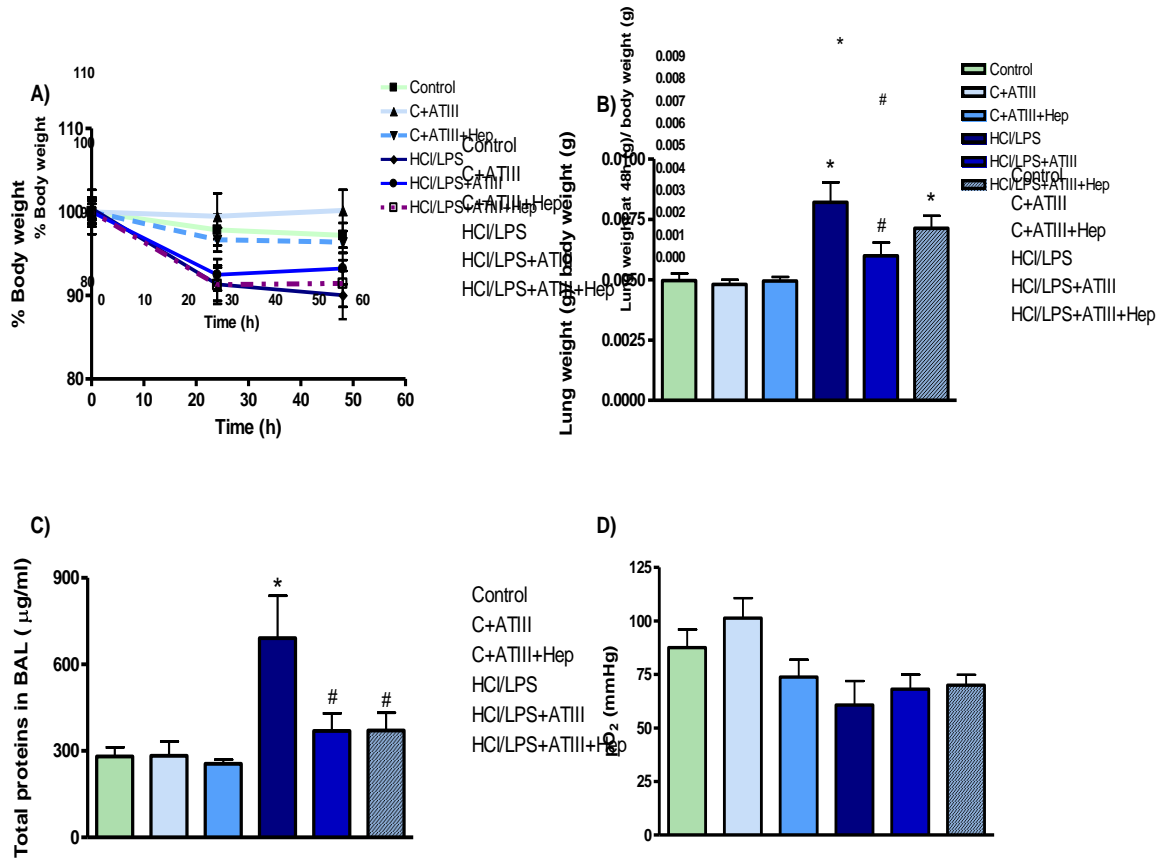 A)
110
110
100
100
90
90
80
80
% Body weight
% Body weight
0 10 20 30 40 50 60
Time (h)
0 10 20 30 40 50 60
Time (h)
Control
C+ATIII
C+ATIII+Hep
HCl/LPS
HCl/LPS+ATIII
HCl/LPS+ATIII+Hep
Control
C+ATIII
C+ATIII+Hep
HCl/LPS
HCl/LPS+ATIII
HCl/LPS+ATIII+Hep
B)
Lung weight (g)/ body weight (g)
Lung weight at 48h (g)/ body weight (g)
0.009
0.008
0.007
0.006
0.005
0.004
0.003
0.002
0.001
0.000
0.0100
0.0075
0.0050
0.0025
0.0000
*
#
*
#
*
Control
C+ATIII
C+ATIII+Hep
HCl/LPS
HCl/LPS+ATIII
HCl/LPS+ATIII+Hep
Control
C+ATIII
C+ATIII+Hep
HCl/LPS
HCl/LPS+ATIII
HCl/LPS+ATIII+Hep
C)
Total proteins in BAL ( µg/ml)
900
600
300
0
*
#
#
Control
C+ATIII
C+ATIII+Hep
HCl/LPS
HCl/LPS+ATIII
HCl/LPS+ATIII+Hep
D)
pO₂ (mmHg)
125
100
75
50
25
0